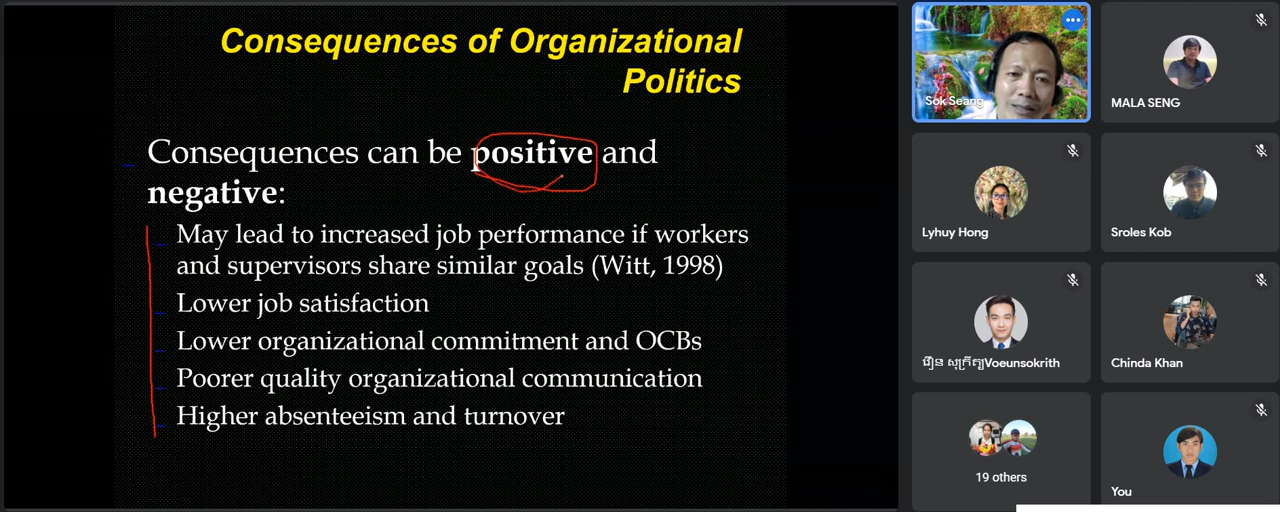 Consequences of Organizational
Politics
Consequences can be positive and
negative:
May lead to increased job performance if workers
and supervisors share similar goals (Witt, 1998)
Lower job satisfaction
Lower organizational commitment and OCBs
Poorer quality organizational communication
Higher absenteeism and turnover
Sok Seang
MALA SENG
Lyhuy Hong
Sroles Kob
វឿន សុក្រឹត្យVoeunsokrith
Chinda Khan
19 others
You